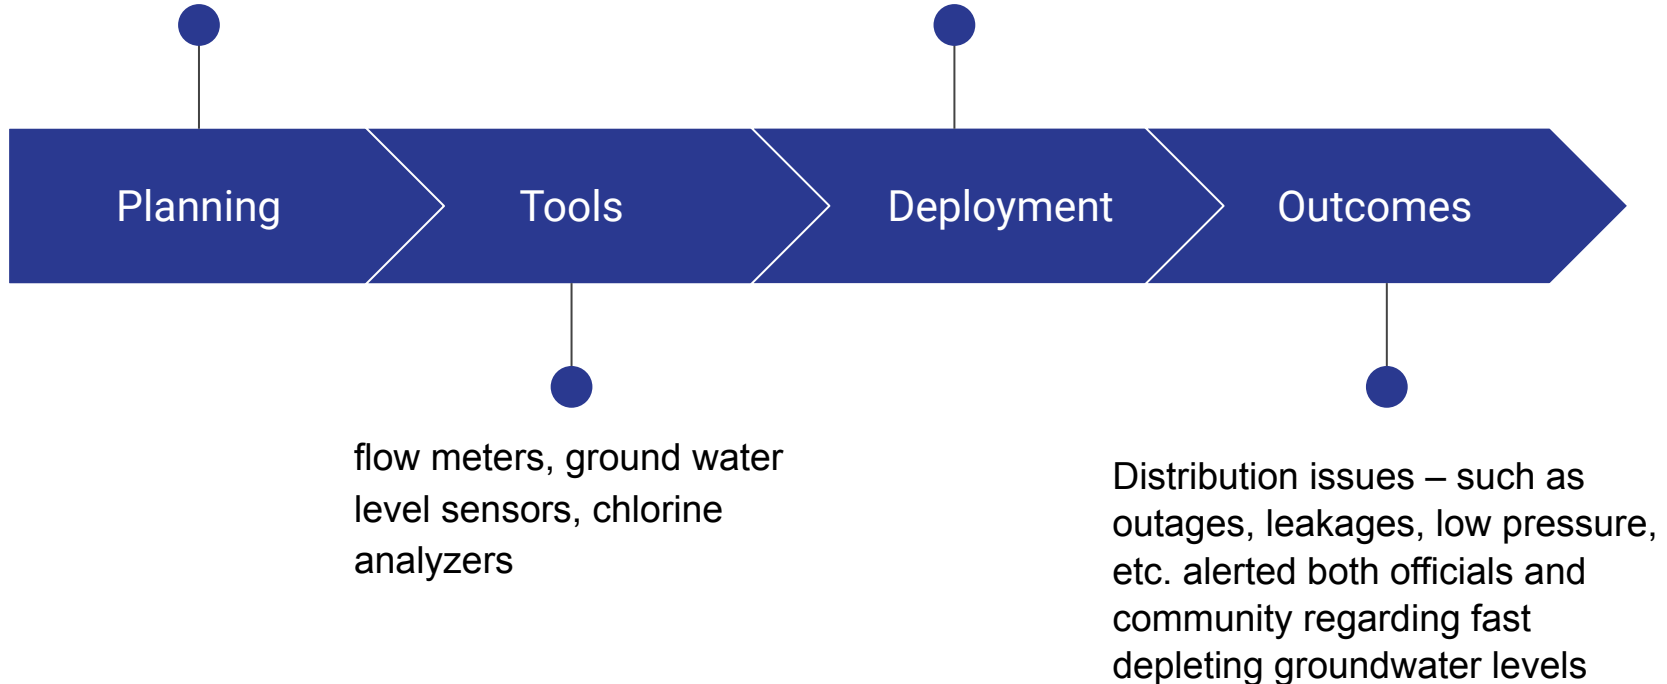 Planning
Tools
Deployment
Outcomes
flow meters, ground water
level sensors, chlorine
analyzers
Distribution issues – such as
outages, leakages, low pressure,
etc. alerted both officials and
community regarding fast
depleting groundwater levels